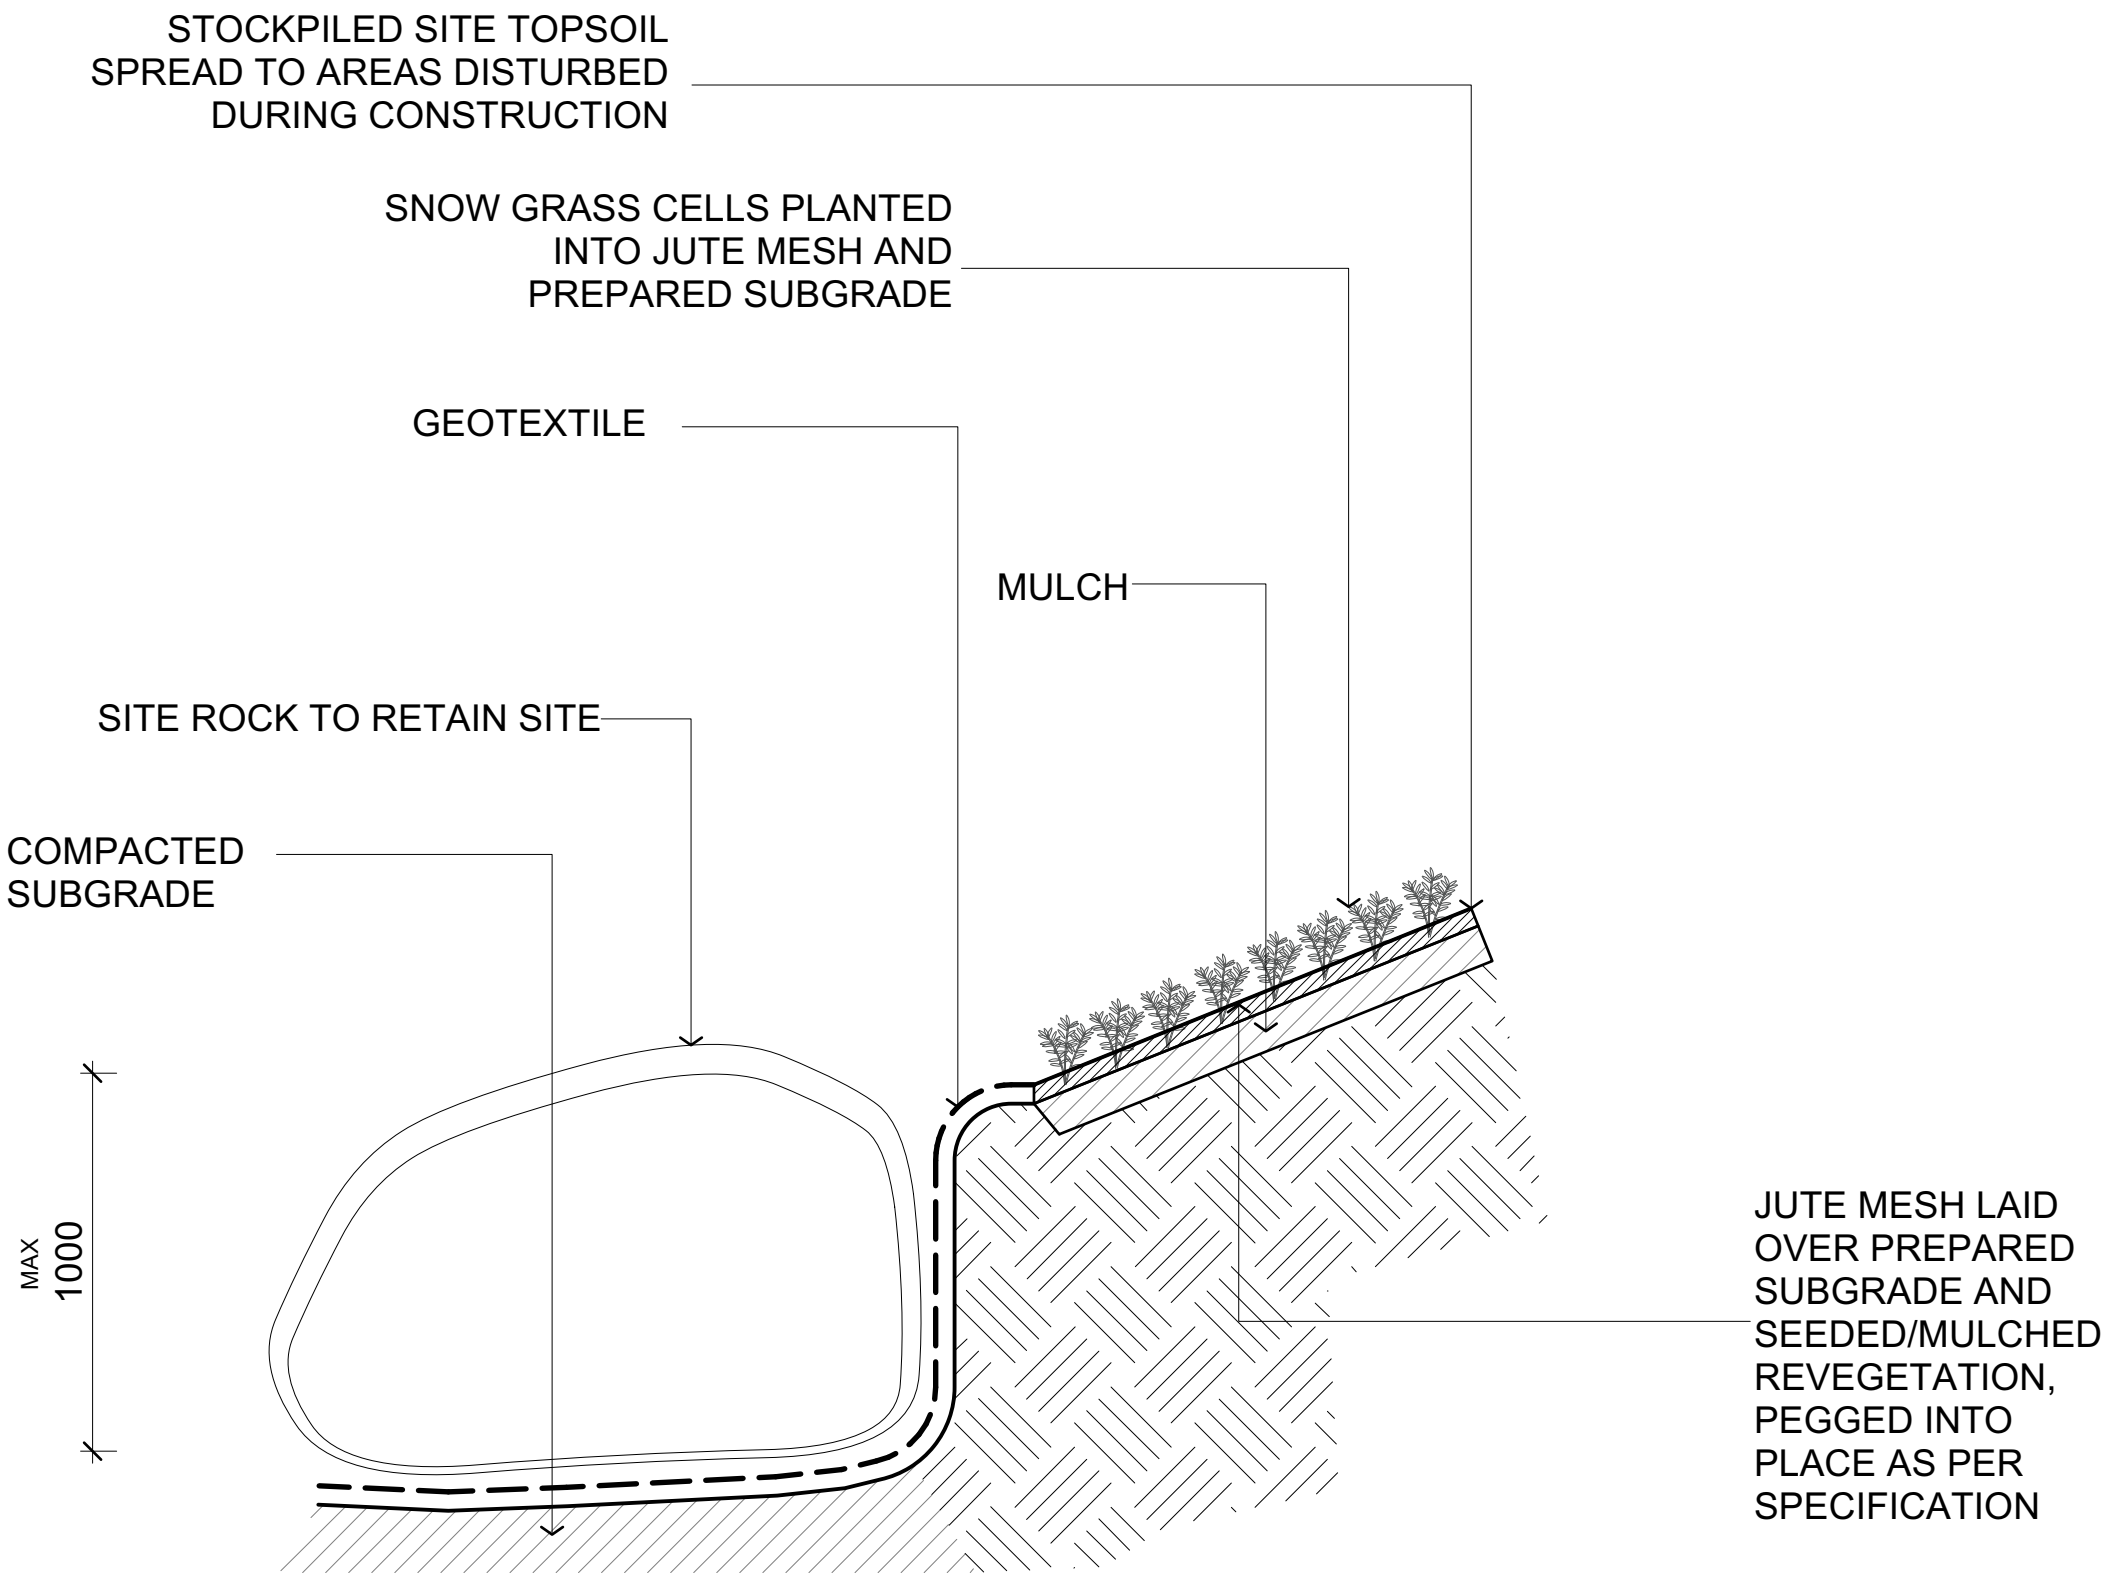 STOCKPILED SITE TOPSOIL
SPREAD TO AREAS DISTURBED
DURING CONSTRUCTION
SNOW GRASS CELLS PLANTED
INTO JUTE MESH AND
PREPARED SUBGRADE
GEOTEXTILE
MULCH
SITE ROCK TO RETAIN SITE
COMPACTED
SUBGRADE
MAX
1000
JUTE MESH LAID
OVER PREPARED
SUBGRADE AND
SEEDED/MULCHED
REVEGETATION,
PEGGED INTO
PLACE AS PER
SPECIFICATION